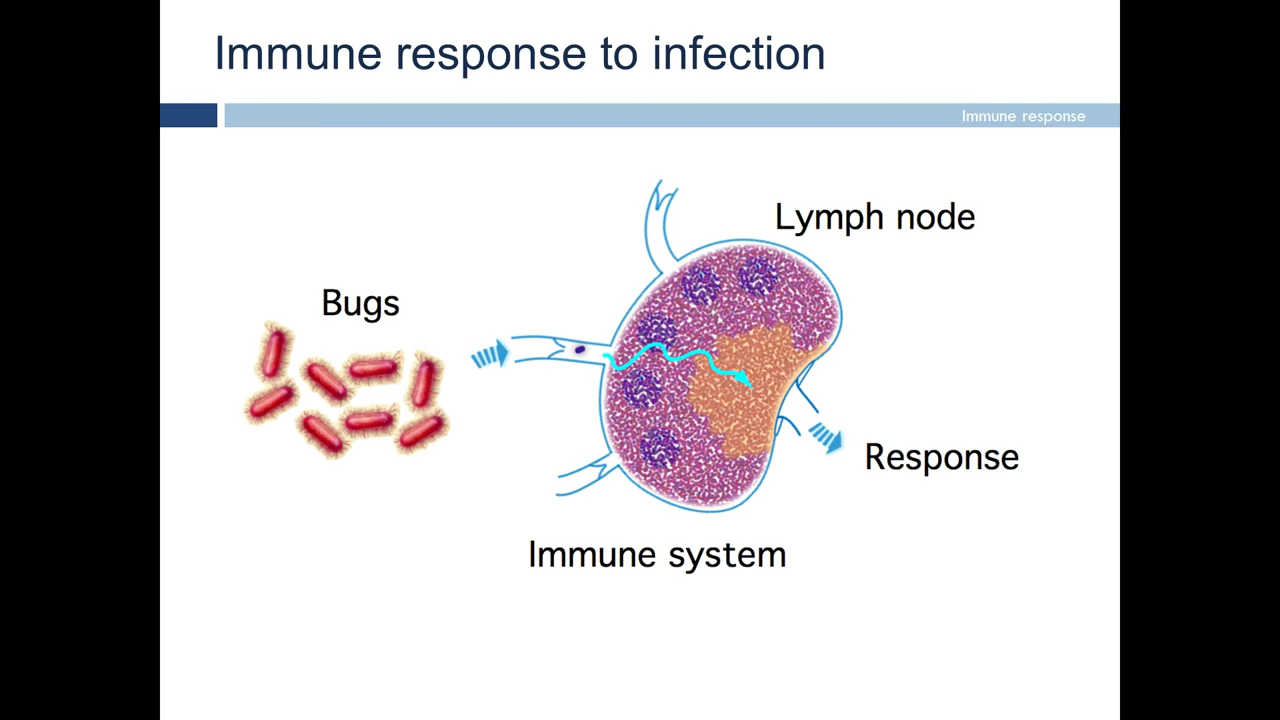 Immune response to infection
Immune response
Lymph node
Bugs
Response
Immune system